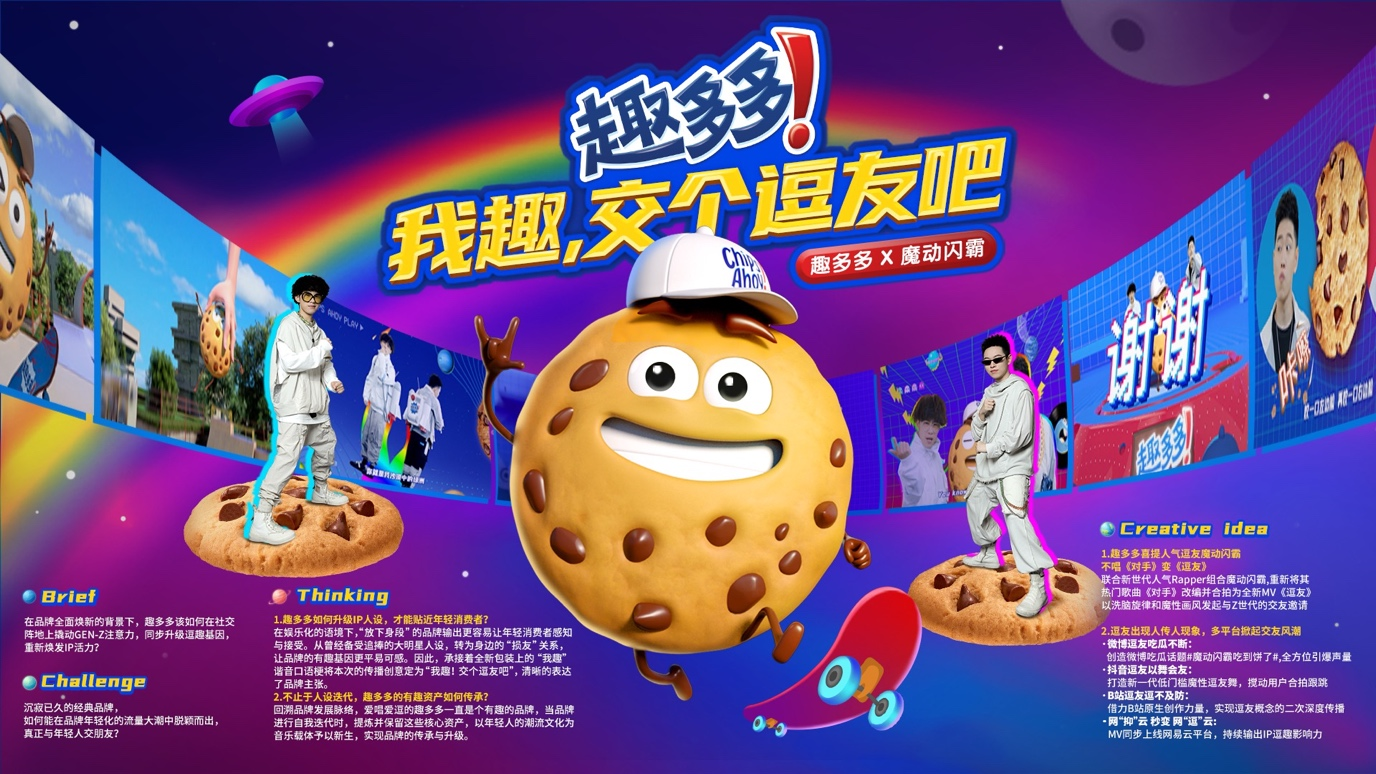 趣多多!
我趣,交个逗友吧
趣多多 X 魔动闪霸
Chips
Ahoy!
S AHOY PLAY
谢谢
趣多多!
咔嚓
Brief
在品牌全面焕新的背景下，趣多多该如何在社交
阵地上撬动GEN-Z注意力，同步升级逗趣基因，
重新焕发IP活力？
Challenge
沉寂已久的经典品牌，
如何能在品牌年轻化的流量大潮中脱颖而出，
真正与年轻人交朋友？
Thinking
1.趣多多如何升级IP人设，才能贴近年轻消费者？
在娱乐化的语境下，“放下身段”的品牌输出更容易让年轻消费者感知
与接受。从曾经备受追捧的大明星人设，转为身边的“损友”关系，
让品牌的有趣基因更平易可感。因此，承接着全新包装上的“我趣”
谐音口语梗将本次的传播创意定为“我趣！交个逗友吧”，清晰的表达
了品牌主张。
2.不止于人设迭代，趣多多的有趣资产如何传承？
回溯品牌发展脉络，爱唱爱逗的趣多多一直是个有趣的品牌，当品牌
进行自我迭代时，提炼并保留这些核心资产，以年轻人的潮流文化为
音乐载体予以新生，实现品牌的传承与升级。
Creative idea
1.趣多多喜提人气逗友魔动闪霸
不唱《对手》变《逗友》
联合新世代人气Rapper组合魔动闪霸,重新将其
热门歌曲《对手》改编并合拍为全新MV《逗友》
以洗脑旋律和魔性画风发起与Z世代的交友邀请
2.逗友出现人传人现象，多平台掀起交友风潮
·微博逗友吃瓜不断：
创造微博吃瓜话题#魔动闪霸吃到饼了#,全方位引爆声量
·抖音逗友以舞会友：
打造新一代低门槛魔性逗友舞，搅动用户合拍跟跳
·B站逗友逗不及防：
借力B站原生创作力量，实现逗友概念的二次深度传播
·网“抑”云 秒变 网“逗”云：
MV同步上线网易云平台，持续输出IP逗趣影响力